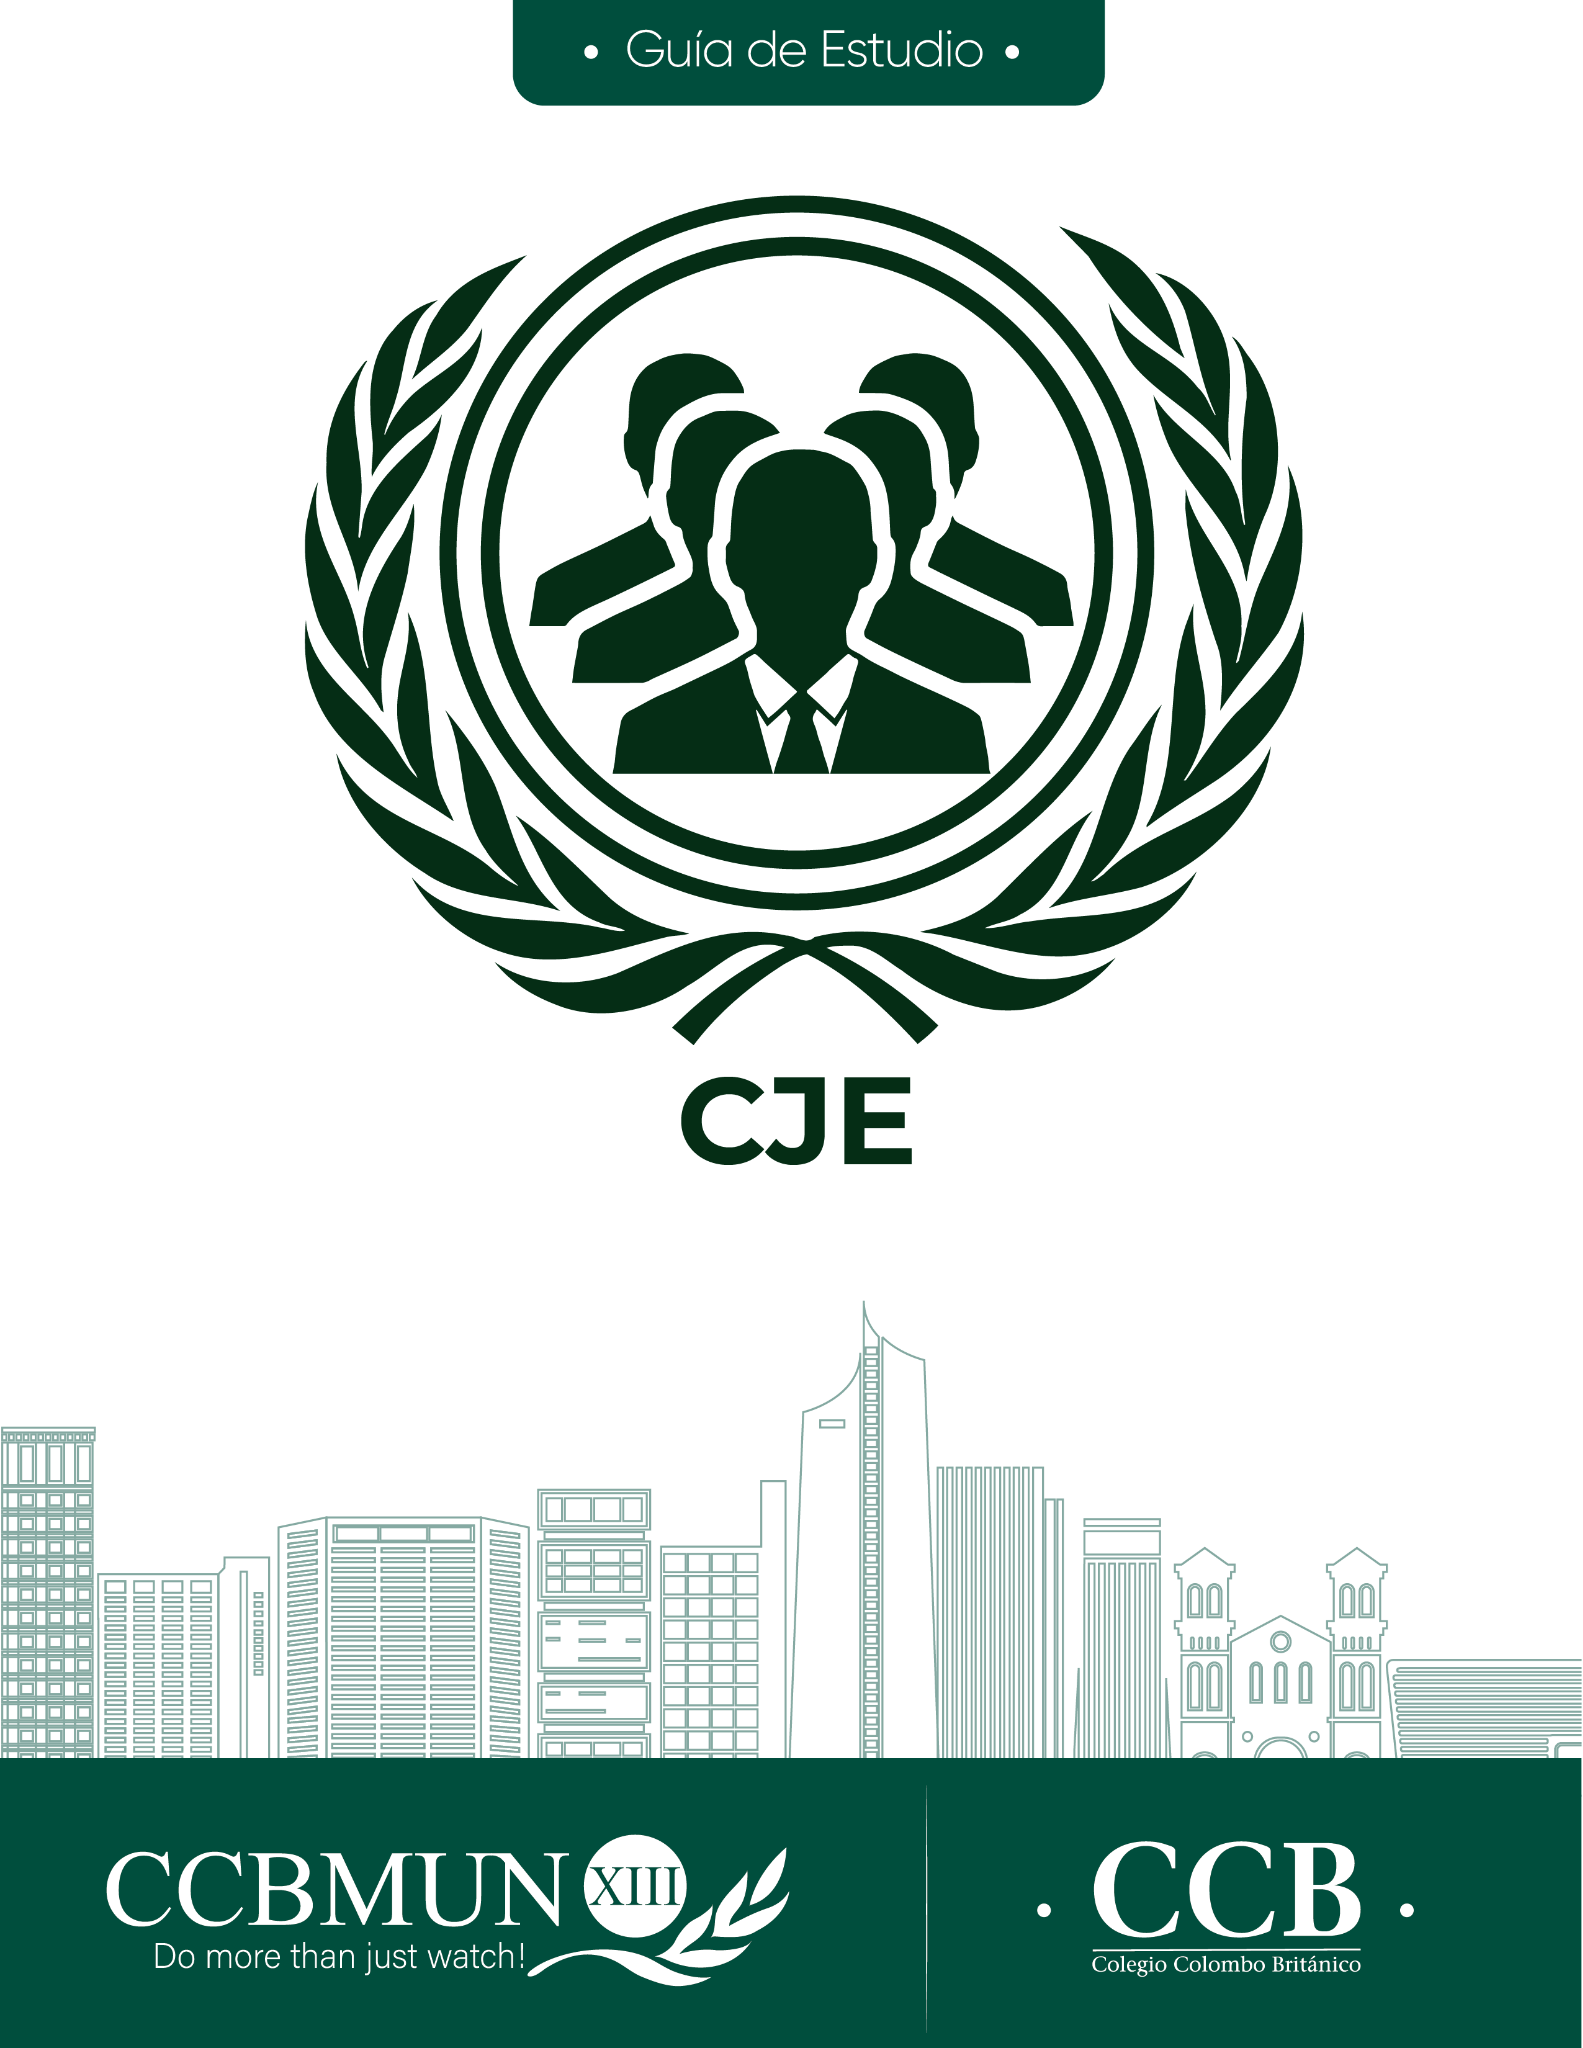 • Guía de Estudio •
CJE
CCBMUN XIII
Do more than just watch!
• CCB •
Colegio Colombo Británico